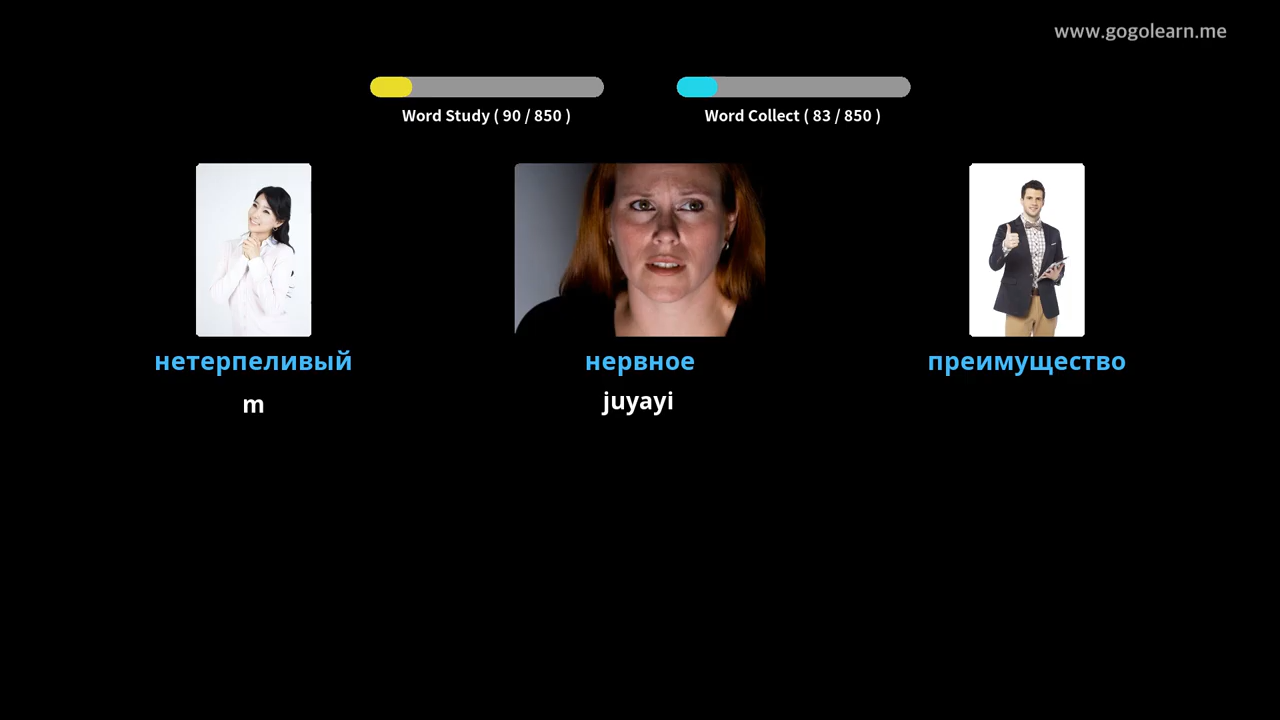 www.gogolearn.me
Word Study ( 90 / 850 )
Word Collect ( 83 / 850 )
нетерпеливый
нервное
преимущество
m
juyayi